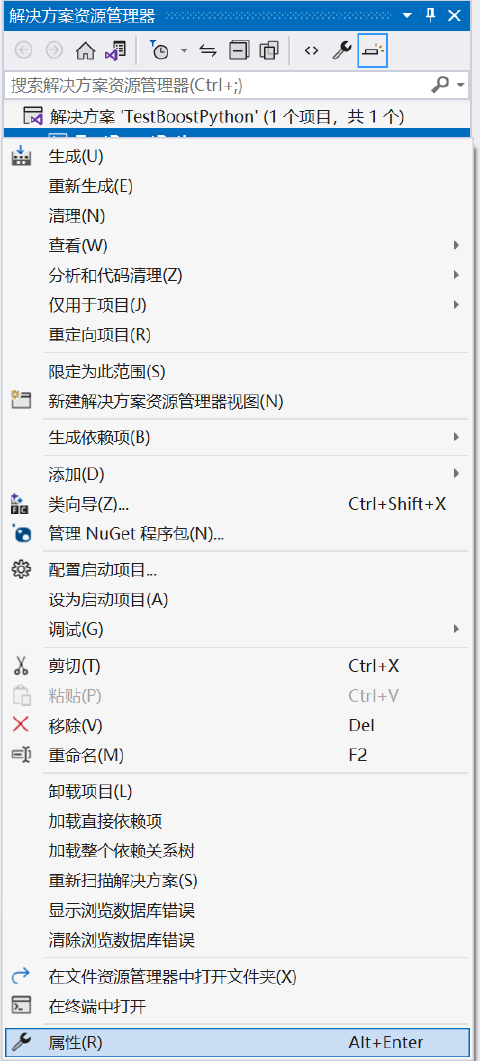 解决方案资源管理器
搜索解决方案资源管理器(Ctrl+;)
解决方案 'TestBoostPython' (1 个项目，共 1 个)
生成(U)
重新生成(E)
清理(N)
查看(W)
分析和代码清理(Z)
仅用于项目(J)
重定向项目(R)
限定为此范围(S)
新建解决方案资源管理器视图(N)
生成依赖项(B)
添加(D)
类向导(Z)... Ctrl+Shift+X
管理 NuGet 程序包(N)...
配置启动项目...
设为启动项目(A)
调试(G)
剪切(T) Ctrl+X
粘贴(P) Ctrl+V
移除(V) Del
重命名(M) F2
卸载项目(L)
加载直接依赖项
加载整个依赖关系树
重新扫描解决方案(S)
显示浏览数据库错误
清除浏览数据库错误
在文件资源管理器中打开文件夹(X)
在终端中打开
属性(R) Alt+Enter